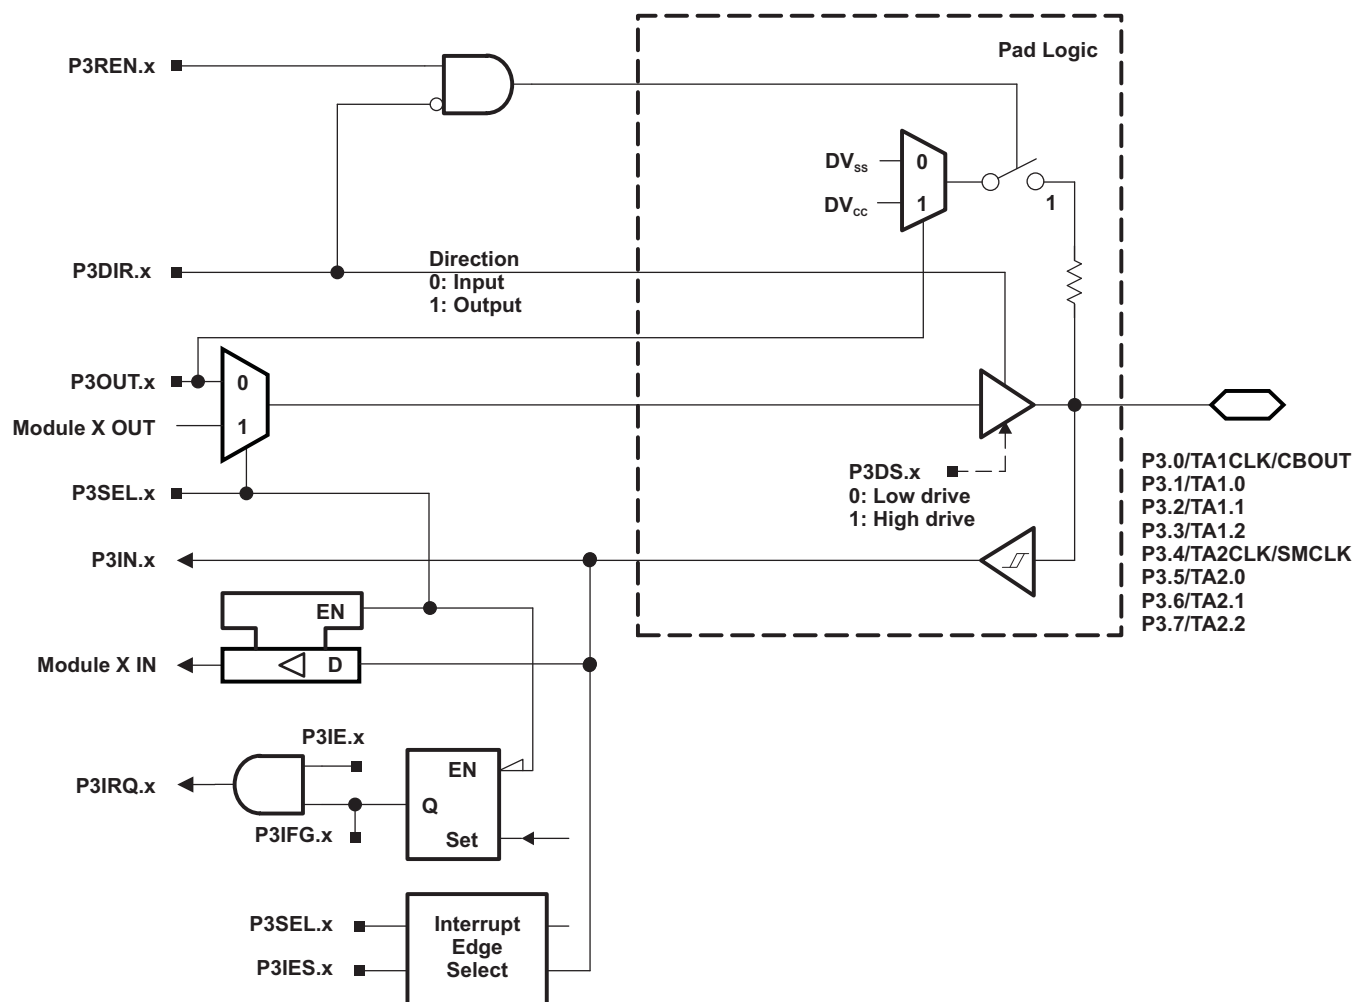 Pad Logic
P3REN.x
DVSS
0
DVCC
1
1
P3DIR.x
Direction
0: Input
1: Output
P3OUT.x
0
Module X OUT
1
P3SEL.x
P3DS.x
0: Low drive
1: High drive
P3.0/TA1CLK/CBOUT
P3.1/TA1.0
P3.2/TA1.1
P3.3/TA1.2
P3.4/TA2CLK/SMCLK
P3.5/TA2.0
P3.6/TA2.1
P3.7/TA2.2
P3IN.x
EN
Module X IN
D
P3IE.x
P3IRQ.x
EN
Q
P3IFG.x
Set
P3SEL.x
P3IES.x
Interrupt
Edge
Select